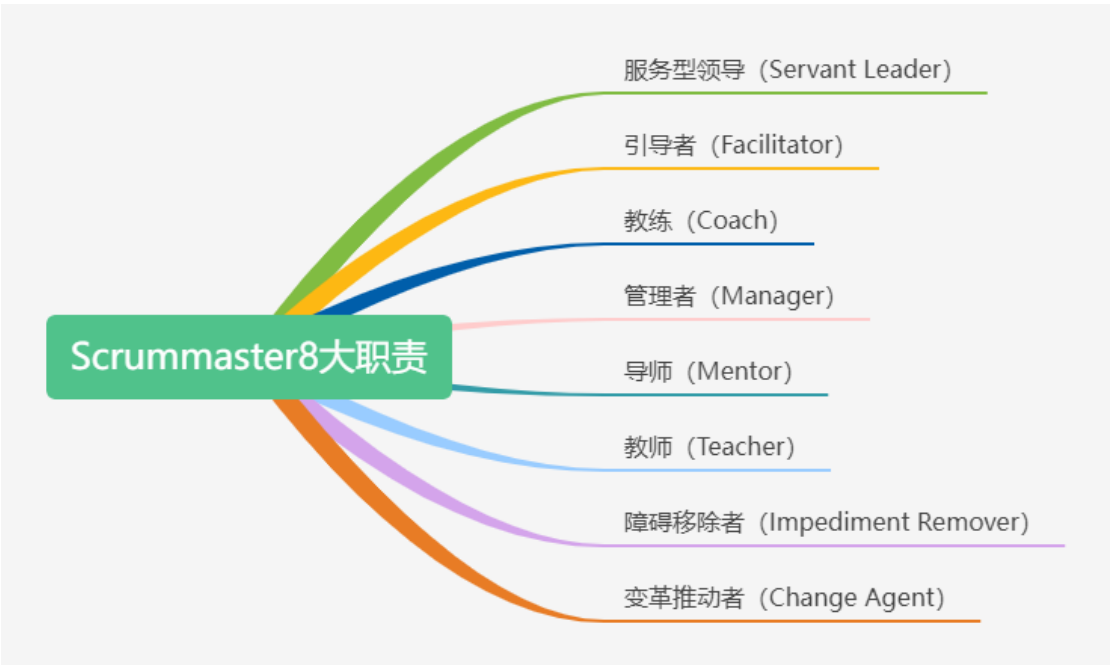 服务型领导（Servant Leader）
引导者（Facilitator）
教练（Coach）
管理者（Manager）
Scrummaster8大职责
导师（Mentor）
教师（Teacher）
障碍移除者（Impediment Remover）
变革推动者（Change Agent）